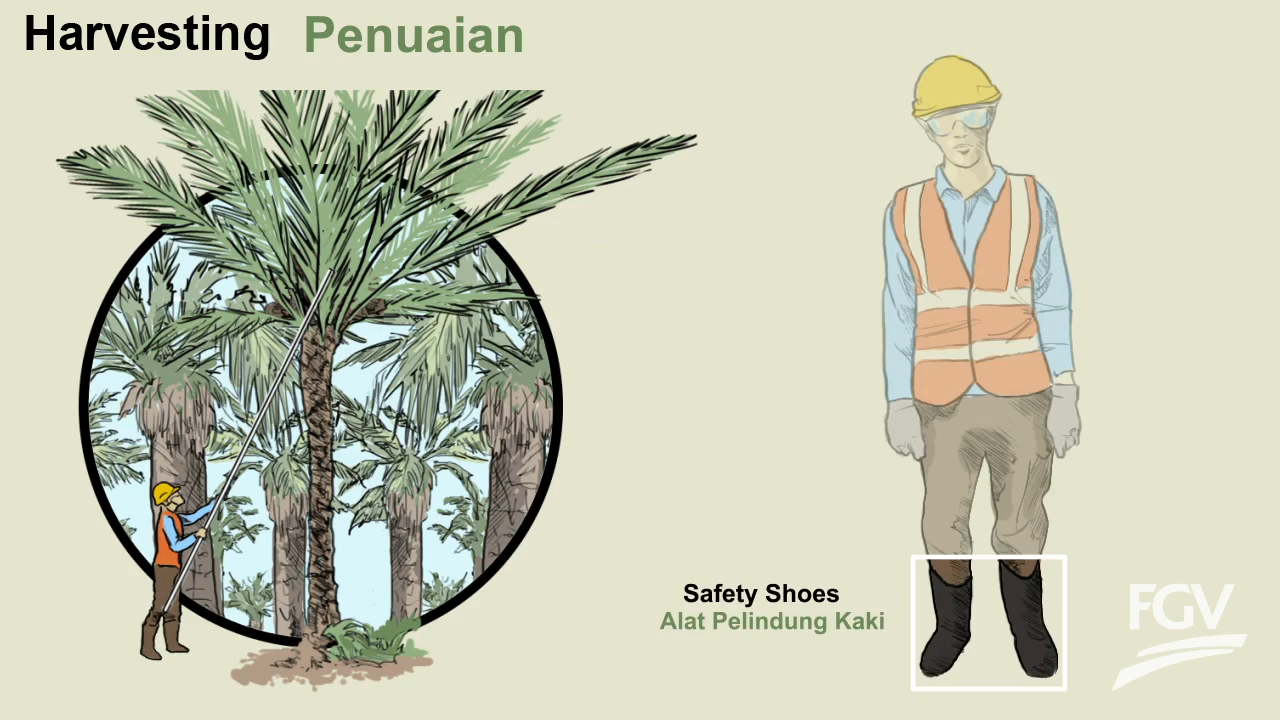 Harvesting Penuaian
Safety Shoes
Alat Pelindung Kaki
FGV